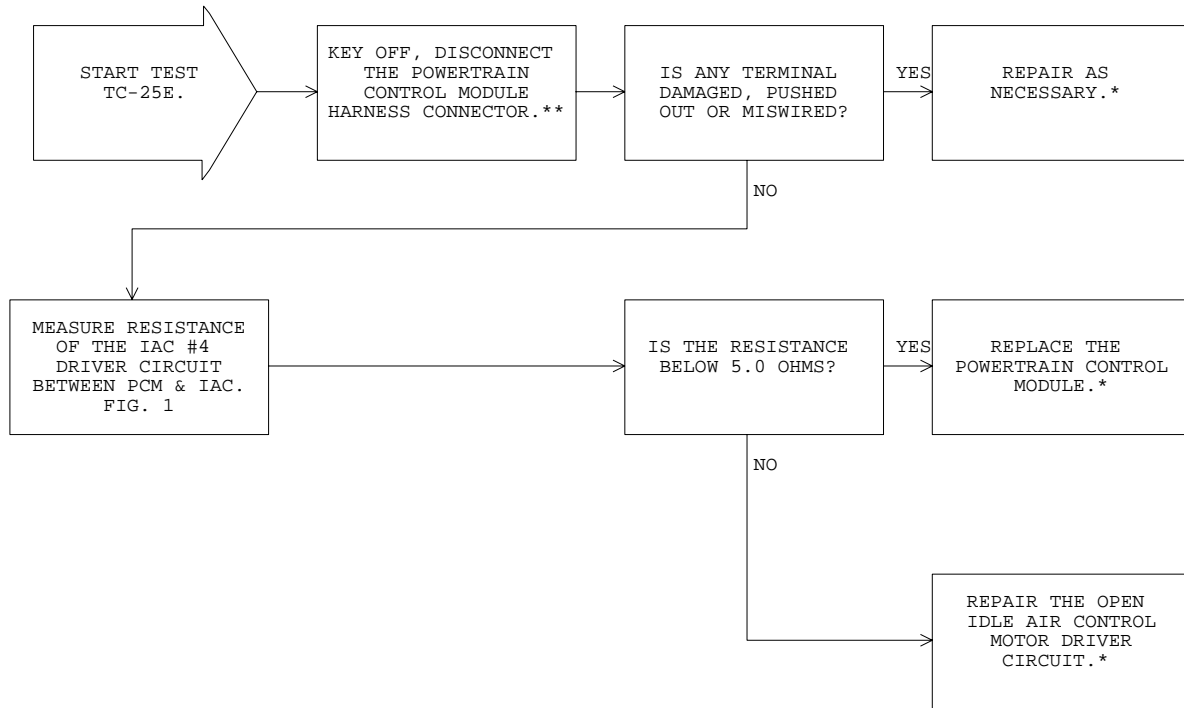 START TEST
TC-25E.
KEY OFF, DISCONNECT
THE POWERTRAIN
CONTROL MODULE
HARNESS CONNECTOR.**
IS ANY TERMINAL
DAMAGED, PUSHED
OUT OR MISWIRED?
YES
REPAIR AS
NECESSARY.*
NO
MEASURE RESISTANCE
OF THE IAC #4
DRIVER CIRCUIT
BETWEEN PCM & IAC.
FIG. 1
IS THE RESISTANCE
BELOW 5.0 OHMS?
YES
REPLACE THE
POWERTRAIN CONTROL
MODULE.*
NO
REPAIR THE OPEN
IDLE AIR CONTROL
MOTOR DRIVER
CIRCUIT.*